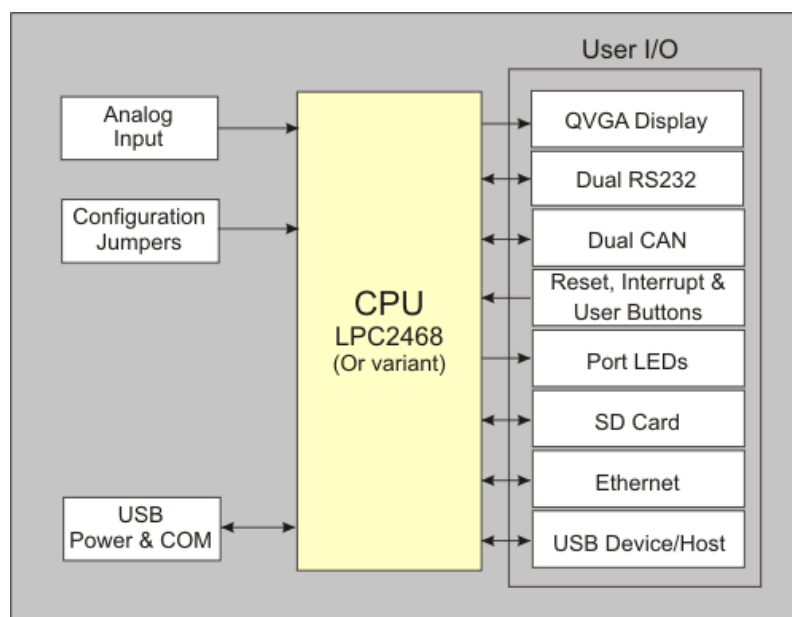 User I/O
Analog
Input
Configuration
Jumpers
USB
Power & COM
CPU
LPC2468
(Or variant)
QVGA Display
Dual RS232
Dual CAN
Reset, Interrupt &
User Buttons
Port LEDs
SD Card
Ethernet
USB Device/Host